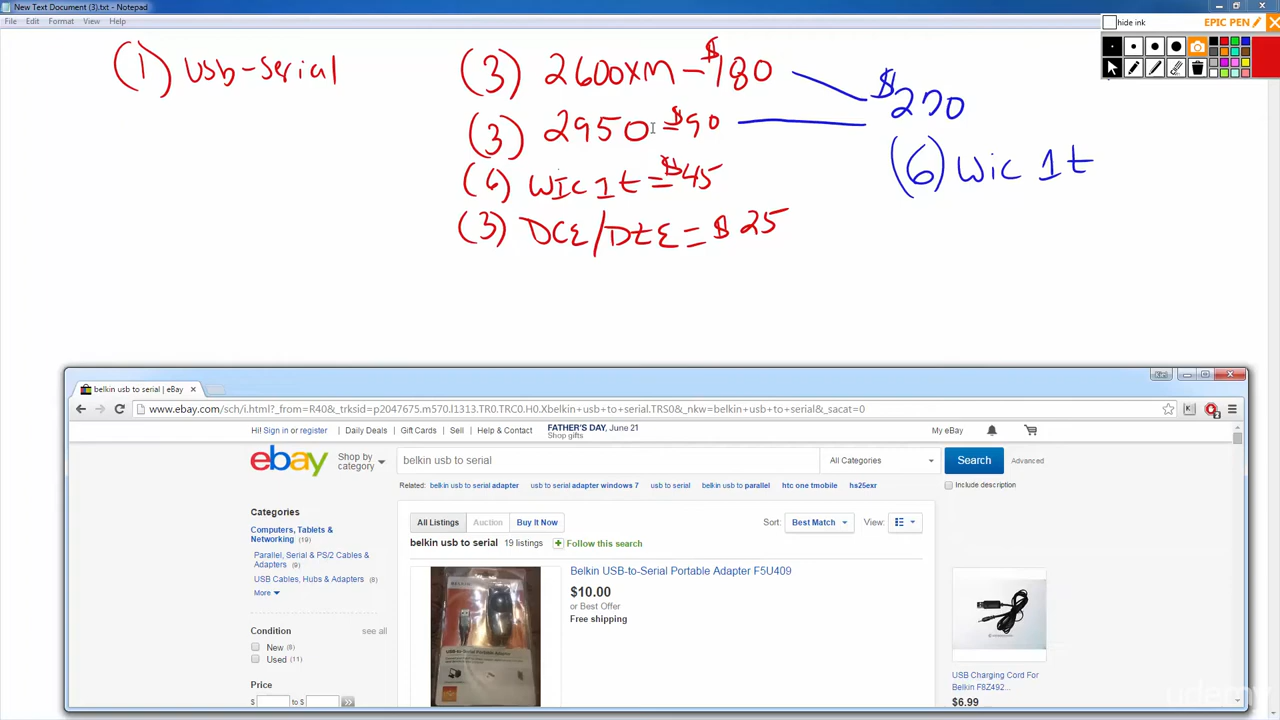 New Text Document (3).txt - Notepad
File Edit Format View Help
hide ink
EPIC PEN
(1) USb-Serial
(3) 2600XM - $180
(3) 2950 = $90
(6) WIC 1t = $45
(3) DCE/DtE = $25
$270
(6) Wic 1t
belkin usb to serial | eBay
www.ebay.com/sch/i.html?_from=R40&_trksid=p2047675.m570.l1313.TR0.TRC0.H0.Xbelkin+usb+to+serial.TRS0&_nkw=belkin+usb+to+serial&_sacat=0
Hi! Sign in or register Daily Deals Gift Cards Sell Help & Contact
FATHER'S DAY, June 21
Shop gifts
My eBay
ebay
Shop by
category
belkin usb to serial
All Categories
Search
Advanced
Related: belkin usb to serial adapter usb to serial adapter windows 7 usb to serial belkin usb to parallel htc one tmobile hs25exr
Include description
Categories
Computers, Tablets &
Networking (19)
Parallel, Serial & PS/2 Cables &
Adapters (9)
USB Cables, Hubs & Adapters (8)
More
Condition see all
New (8)
Used (11)
Price
$ to $
All Listings Auction Buy It Now
Sort: Best Match View:
belkin usb to serial 19 listings Follow this search
Belkin USB-to-Serial Portable Adapter F5U409
$10.00
or Best Offer
Free shipping
BELKIN
USB-to-Serial Portable Adapter
USB Charging Cord For
Belkin F8Z492...
$6.99
udemy